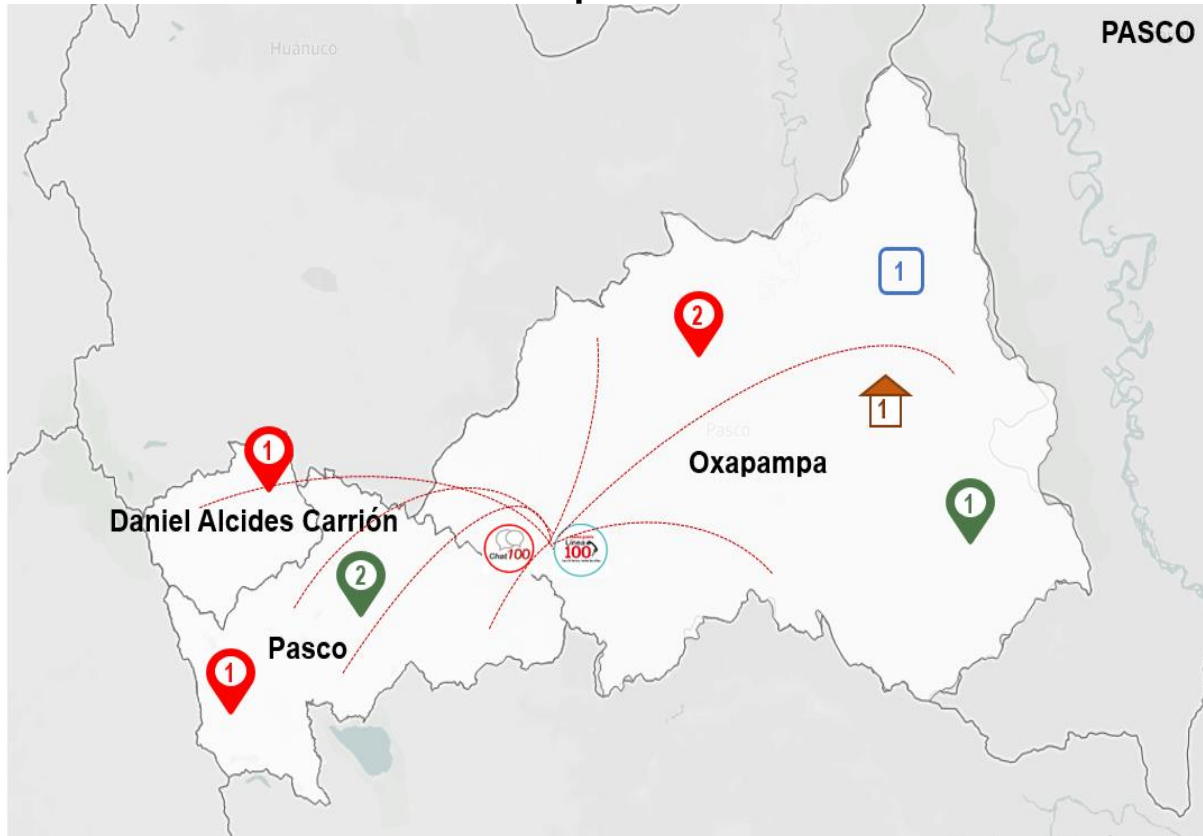 PASCO
Huánuco
1
2
1
Pasco
Oxapampa
1
Daniel Alcides Carrión
1
Chat 100
Línea
100
2
Pasco
1